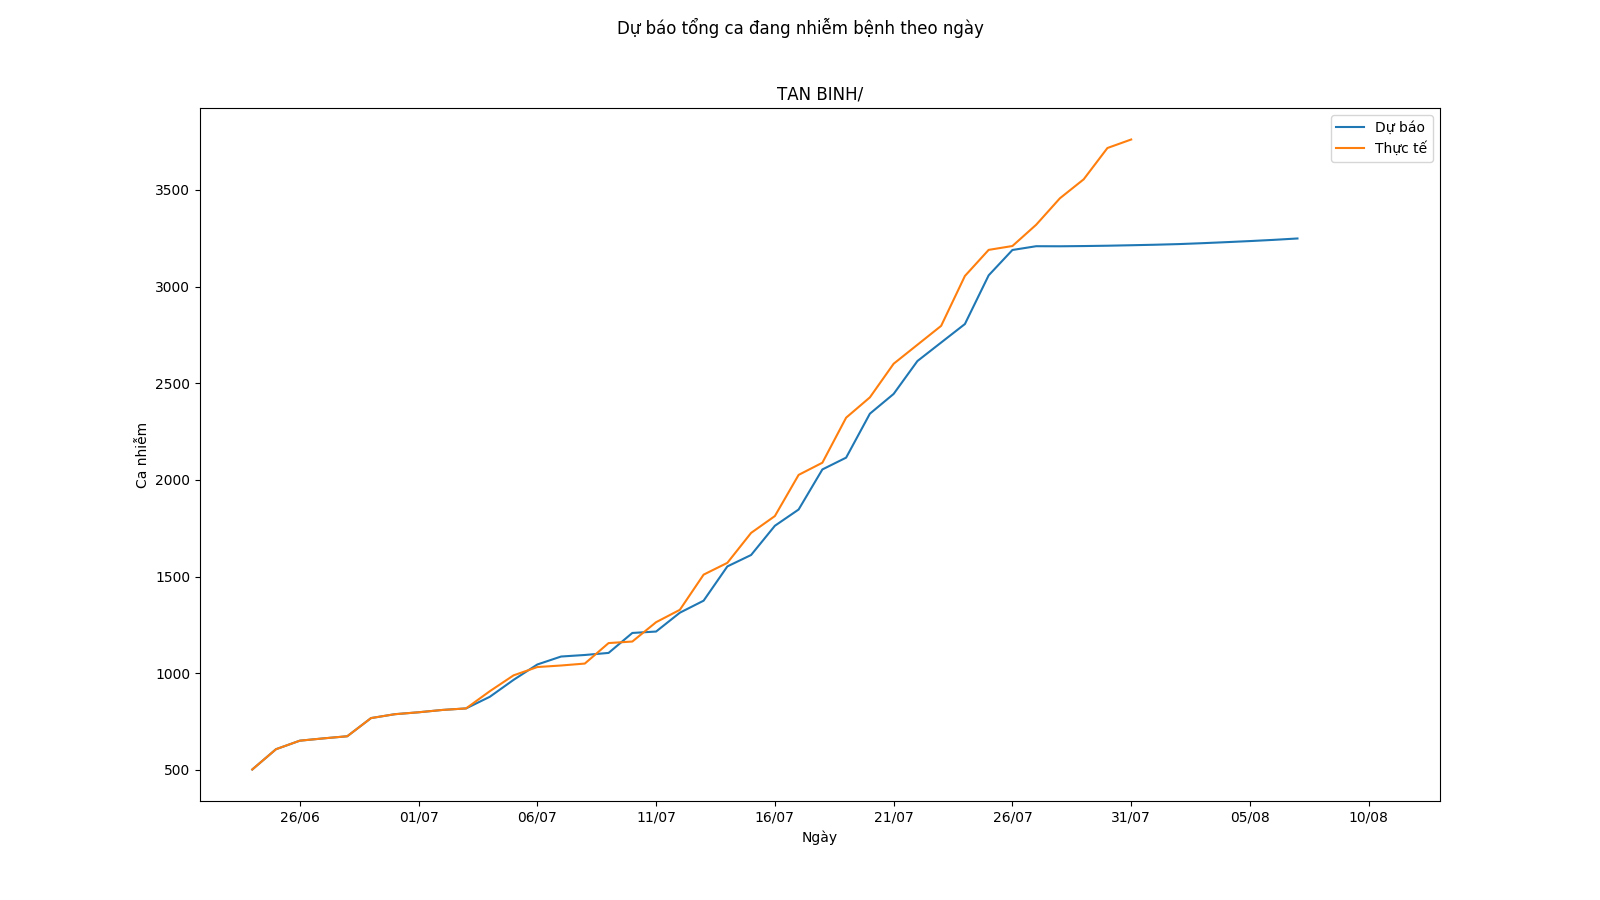 Dự báo tổng ca đang nhiễm bệnh theo ngày
TAN BINH/
Dự báo
Thực tế
3500
3000
2500
2000
1500
1000
500
Ca nhiễm
26/06 01/07 06/07 11/07 16/07 21/07 26/07 31/07 05/08 10/08
Ngày